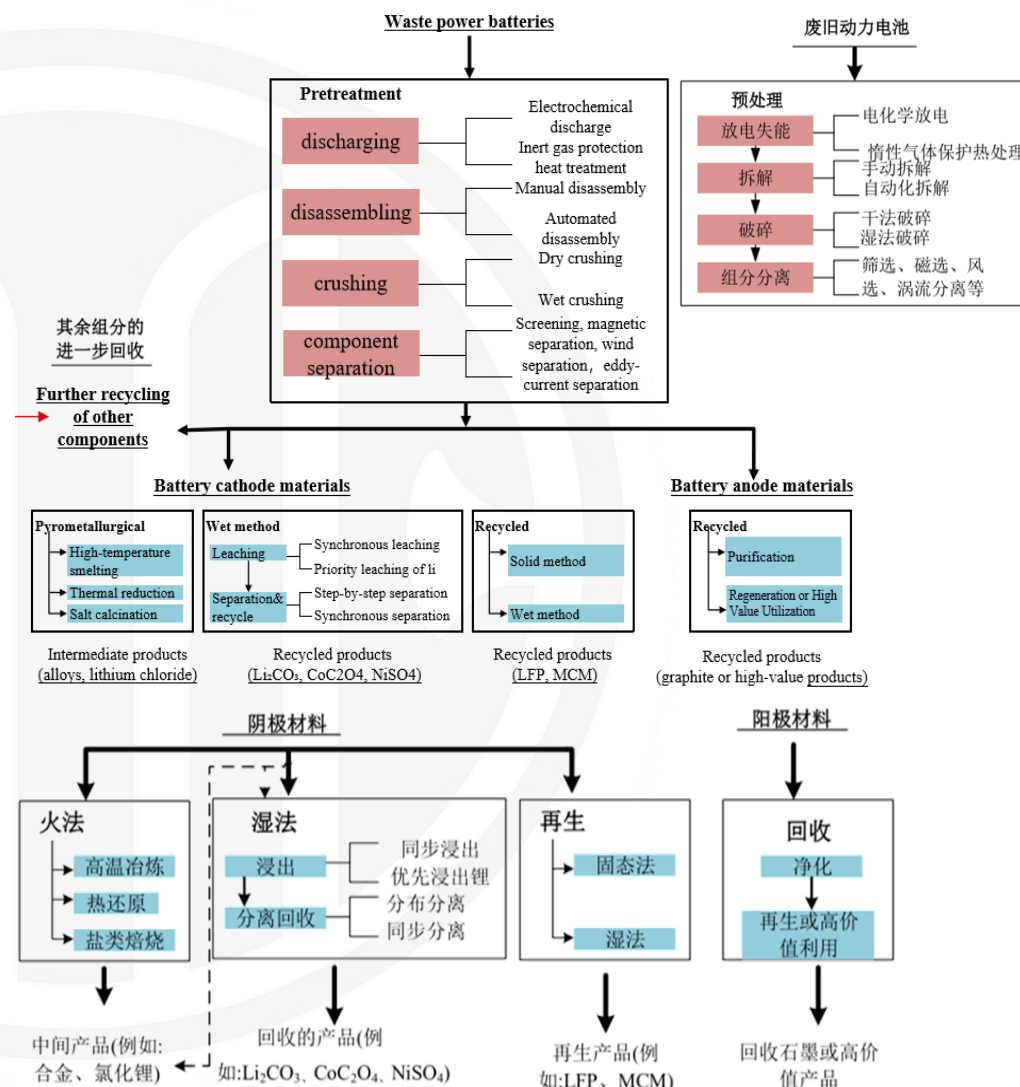 Waste power batteries
Pretreatment
discharging
Electrochemical
discharge
Inert gas protection
heat treatment
disassembling
Manual disassembly
Automated
disassembly
crushing
Dry crushing
Wet crushing
component
separation
Screening, magnetic
separation, wind
separation，eddy-
current separation
废旧动力电池
预处理
放电失能
电化学放电
惰性气体保护热处理
拆解
手动拆解
自动化拆解
破碎
干法破碎
湿法破碎
组分分离
筛选、磁选、风
选、涡流分离等
其余组分的
进一步回收
Further recycling
of other
components
Battery cathode materials
Battery anode materials
Pyrometallurgical
High-temperature
smelting
Thermal reduction
Salt calcination
Intermediate products
(alloys, lithium chloride)
Wet method
Leaching
Synchronous leaching
Priority leaching of li
Separation&
recycle
Step-by-step separation
Synchronous separation
Recycled products
(Li₂CO₃, CoC2O4, NiSO4)
Recycled
Solid method
Wet method
Recycled products
(LFP, MCM)
Recycled
Purification
Regeneration or High
Value Utilization
Recycled products
(graphite or high-value products)
阴极材料
阳极材料
火法
高温冶炼
热还原
盐类焙烧
中间产品(例如:
合金、氯化锂)
湿法
浸出
同步浸出
优先浸出锂
分离回收
分布分离
同步分离
回收的产品(例
如:Li₂CO₃、CoC₂O₄、NiSO₄)
再生
固态法
湿法
再生产品(例
如:LFP、MCM)
回收
净化
再生或高价
值利用
回收石墨或高价
值产品